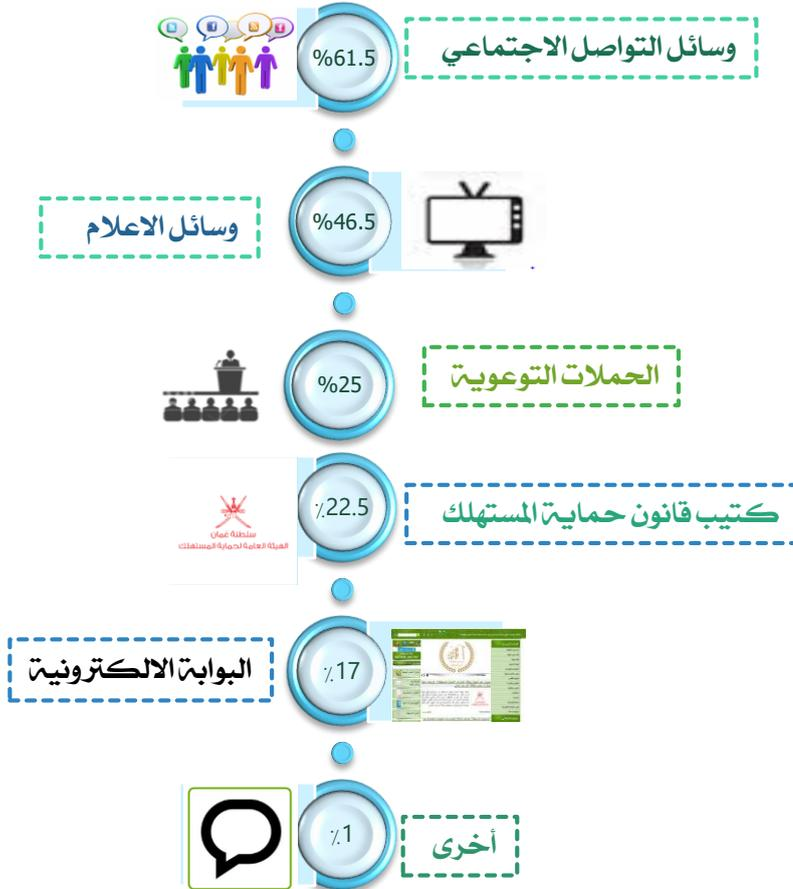 وسائل التواصل الاجتماعي
%61.5
وسائل الاعلام
%46.5
الحملات التوعوية
%25
كتيب قانون حماية المستهلك
٪22.5
سلطنة عمان
الهيئة العامة لحماية المستهلك
البوابة الالكترونية
٪17
أخرى
٪1